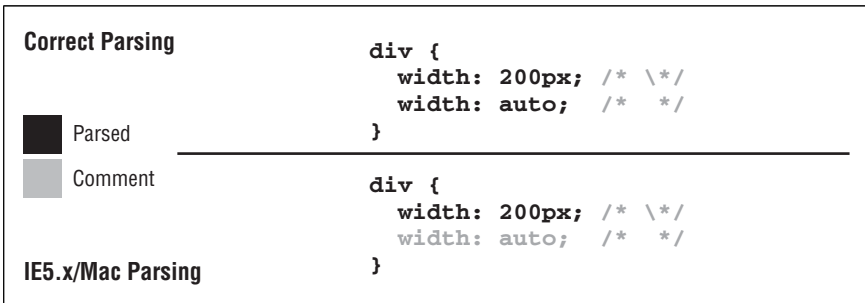 Correct Parsing
div {
  width: 200px; /* \*/
  width: auto;  /*  */
}
Parsed
Comment
div {
  width: 200px; /* \*/
  width: auto;  /*  */
}
IE5.x/Mac Parsing